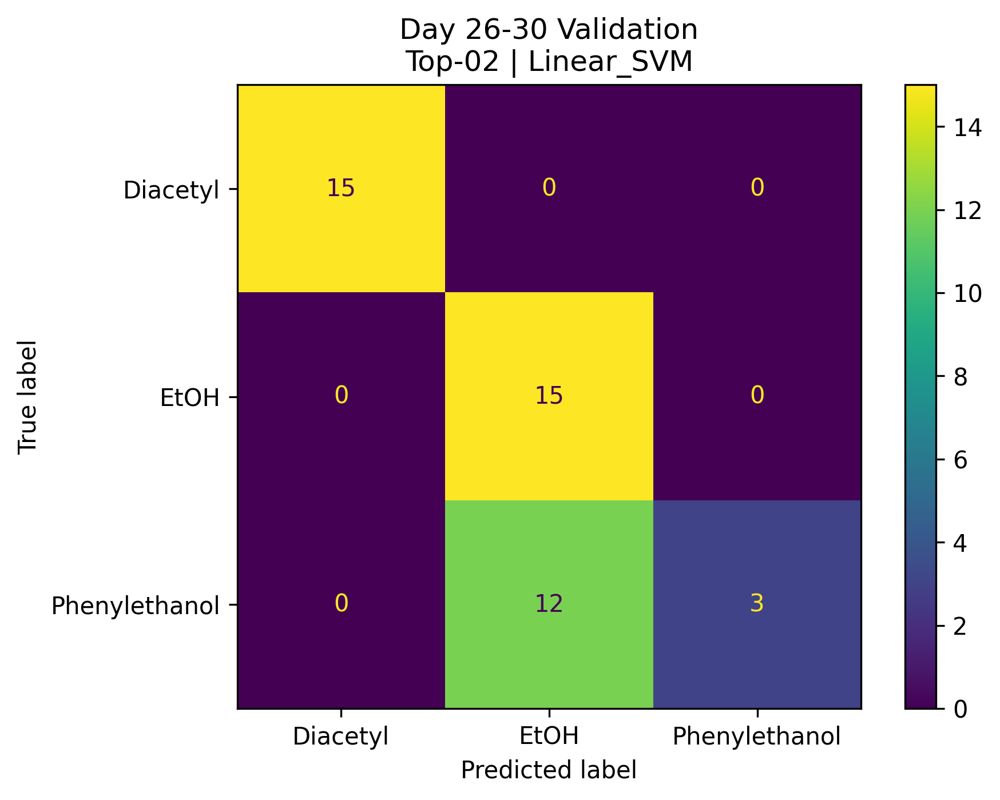 Day 26-30 Validation
Top-02 | Linear_SVM
True label
Diacetyl
15
0
0
EtOH
0
15
0
Phenylethanol
0
12
3
Diacetyl
EtOH
Phenylethanol
Predicted label
14
12
10
8
6
4
2
0